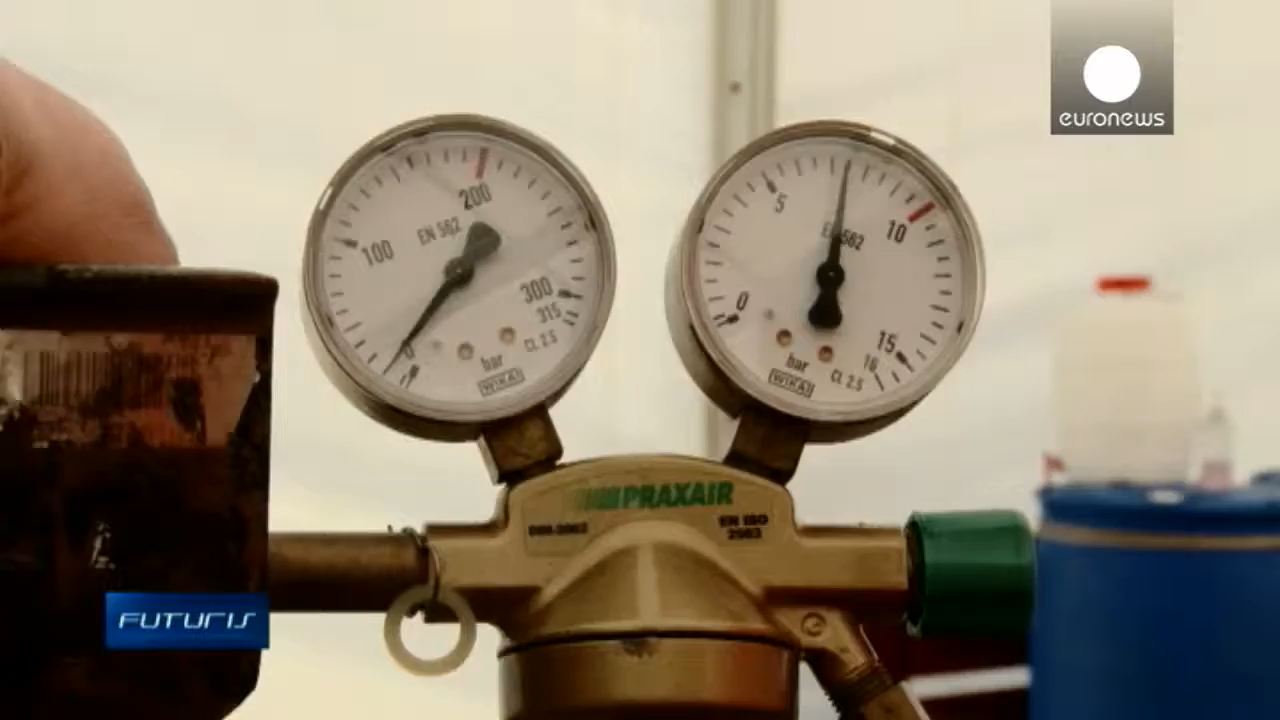 euronews
200
100
EN 562
300
315
0
CL 2.5
bar
WIKA
5
10
EN 562
0
15
16
bar
CL 2.5
WIKA
PRAXAIR
EN ISO
2503
FUTURIS